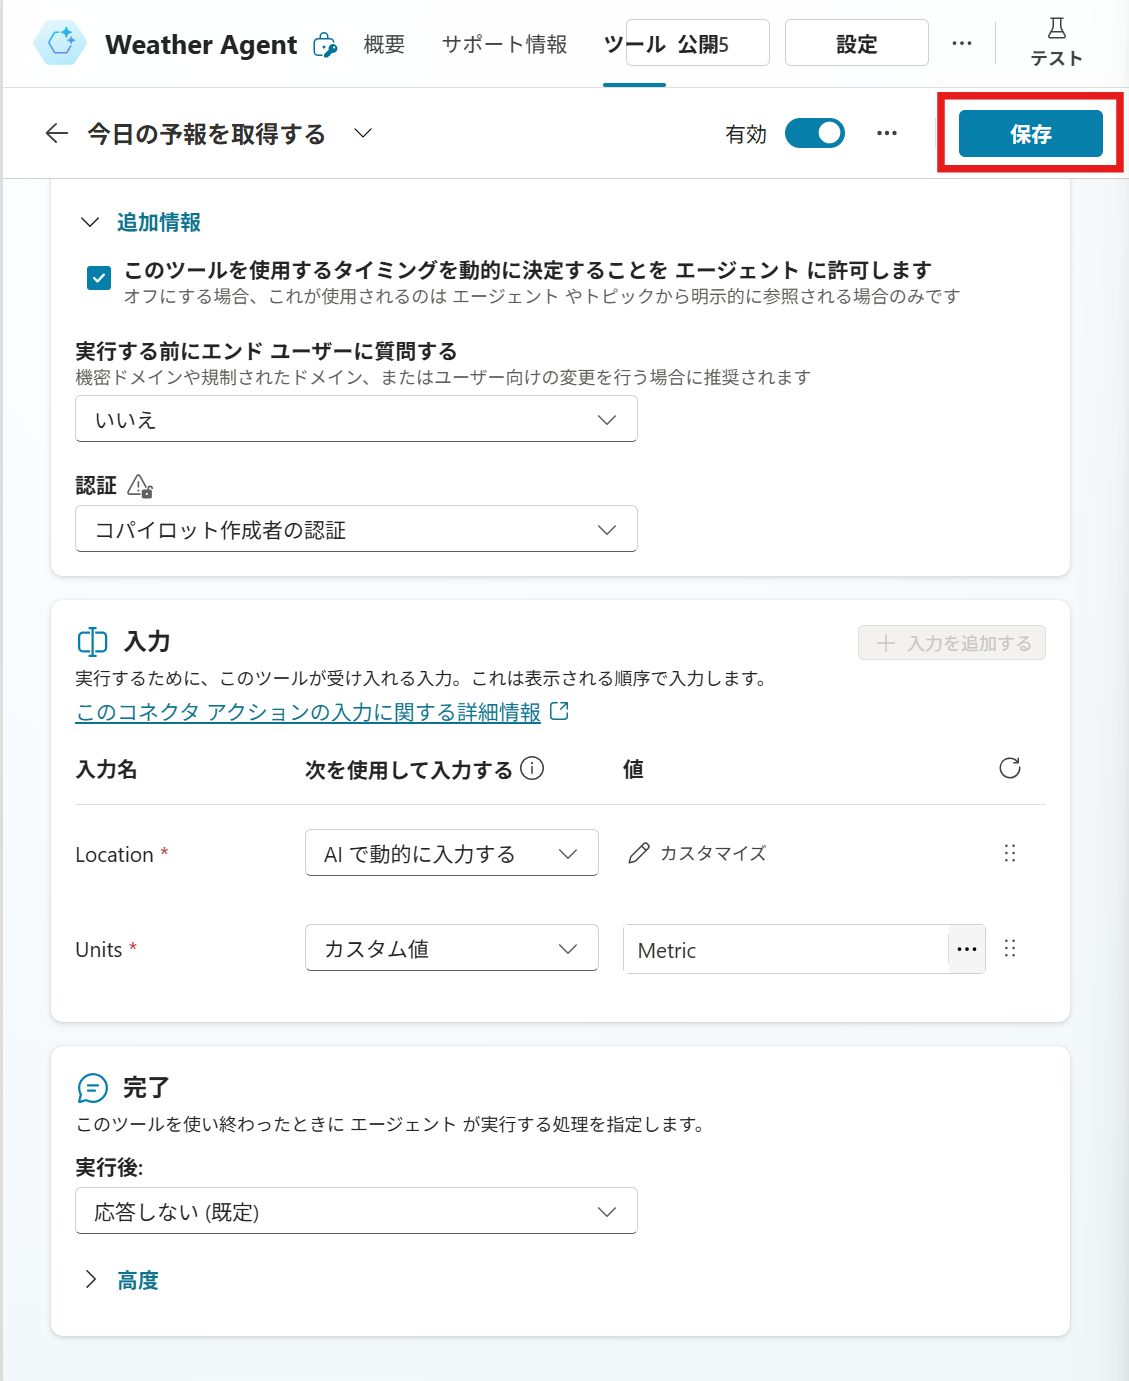 Weather Agent 概要 サポート情報 ツール 公開5 設定 … テスト
今日の予報を取得する 有効 … 保存
追加情報
このツールを使用するタイミングを動的に決定することを エージェント に許可します
オフにする場合、これが使用されるのは エージェント やトピックから明示的に参照される場合のみです
実行する前にエンド ユーザーに質問する
機密ドメインや規制されたドメイン、またはユーザー向けの変更を行う場合に推奨されます
いいえ
認証
コパイロット作成者の認証
入力 + 入力を追加する
実行するために、このツールが受け入れる入力。これは表示される順序で入力します。
このコネクタ アクションの入力に関する詳細情報
入力名 次を使用して入力する 値
Location * AI で動的に入力する カスタマイズ
Units * カスタム値 Metric …
完了
このツールを使い終わったときに エージェント が実行する処理を指定します。
実行後:
応答しない (既定)
高度